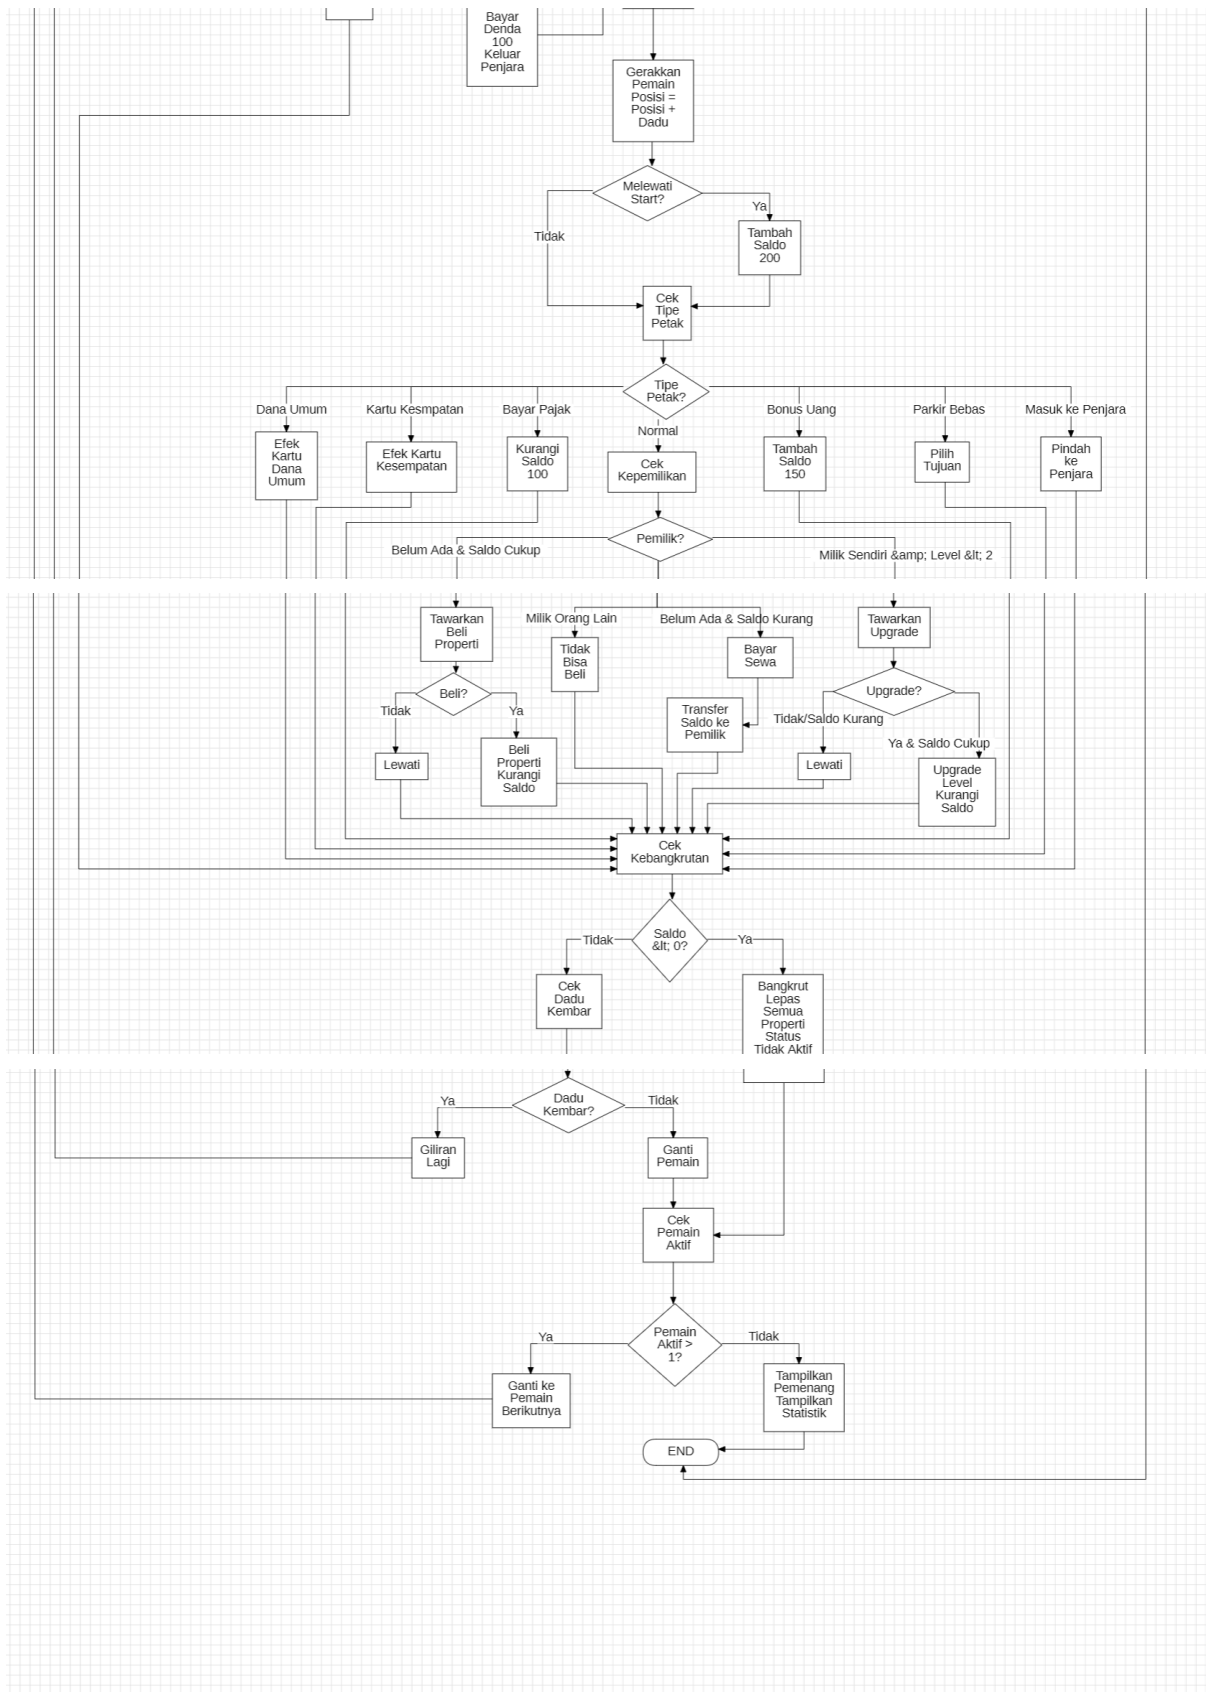 Bayar
Denda
100
Keluar
Penjara
Gerakkan
Pemain
Posisi =
Posisi +
Dadu
Melewati
Start?
Ya
Tidak
Tambah
Saldo
200
Cek
Tipe
Petak
Tipe
Petak?
Dana Umum
Kartu Kesmpatan
Bayar Pajak
Normal
Bonus Uang
Parkir Bebas
Masuk ke Penjara
Efek
Kartu
Dana
Umum
Efek Kartu
Kesempatan
Kurangi
Saldo
100
Cek
Kepemilikan
Tambah
Saldo
150
Pilih
Tujuan
Pindah
ke
Penjara
Pemilik?
Belum Ada & Saldo Cukup
Milik Sendiri &amp; Level &lt; 2
Tawarkan
Beli
Properti
Milik Orang Lain
Belum Ada & Saldo Kurang
Tawarkan
Upgrade
Tidak
Bisa
Beli
Bayar
Sewa
Beli?
Tidak
Ya
Upgrade?
Transfer
Saldo ke
Pemilik
Tidak/Saldo Kurang
Ya & Saldo Cukup
Lewati
Beli
Properti
Kurangi
Saldo
Lewati
Upgrade
Level
Kurangi
Saldo
Cek
Kebangkrutan
Saldo
&lt; 0?
Tidak
Ya
Cek
Dadu
Kembar
Bangkrut
Lepas
Semua
Properti
Status
Tidak Aktif
Dadu
Kembar?
Ya
Tidak
Giliran
Lagi
Ganti
Pemain
Cek
Pemain
Aktif
Pemain
Aktif >
1?
Ya
Tidak
Ganti ke
Pemain
Berikutnya
Tampilkan
Pemenang
Tampilkan
Statistik
END